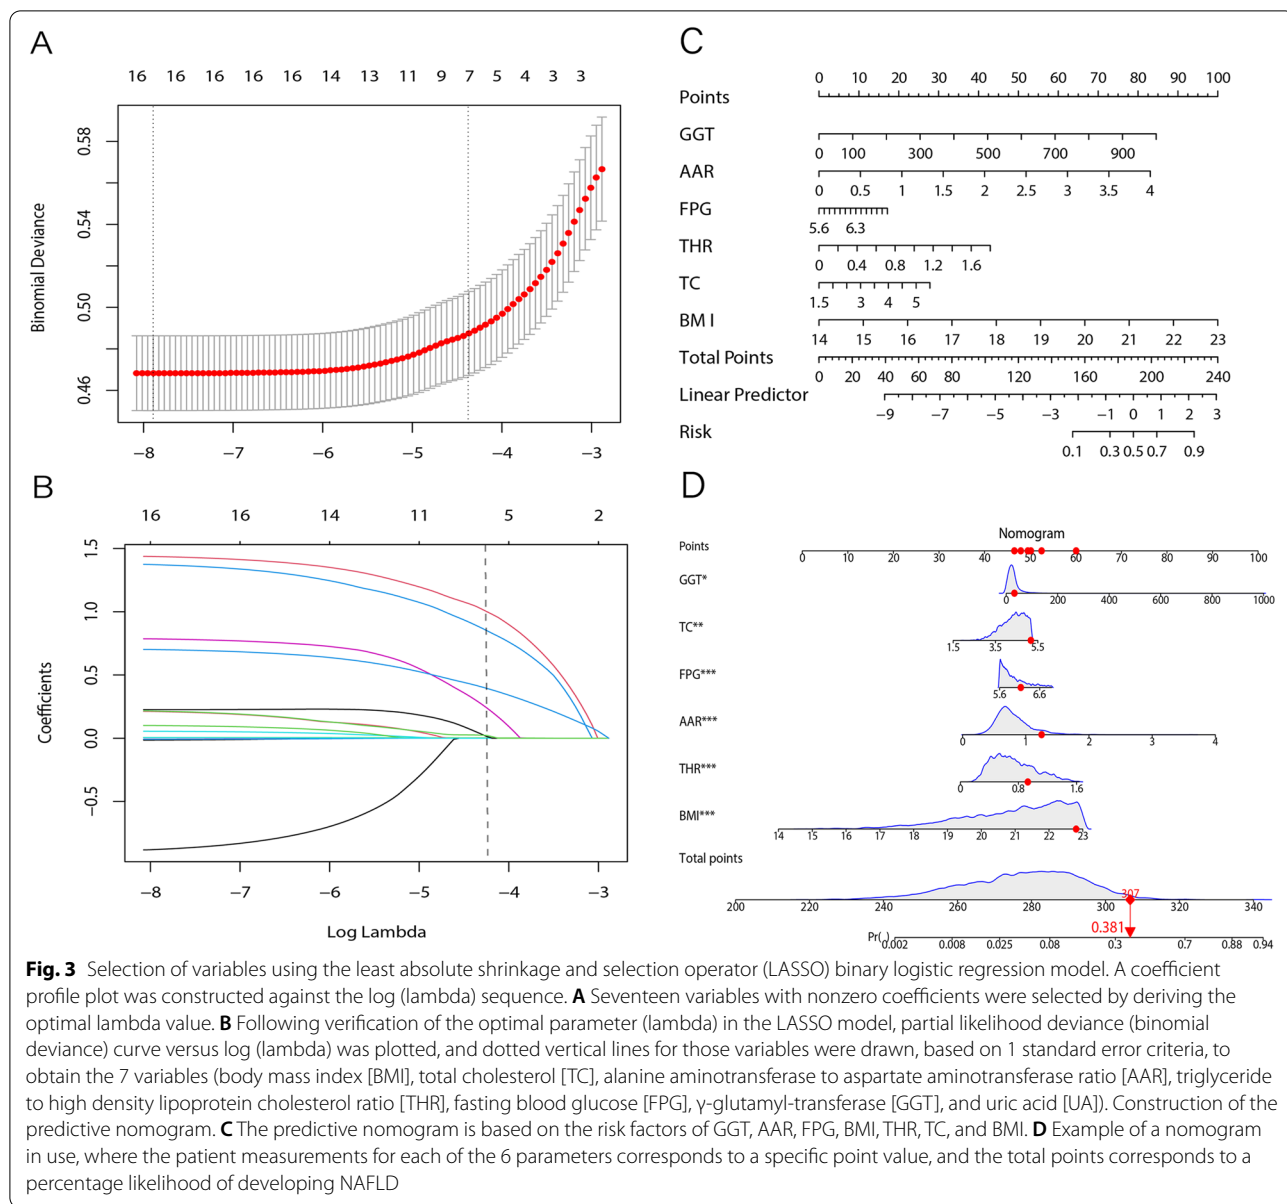 A
16 16 16 16 16 14 13 11 9 7 5 4 3 3
Binomial Deviance
0.58
0.54
0.50
0.46
−8 −7 −6 −5 −4 −3
B
16 16 14 11 5 2
Coefficients
1.5
1.0
0.5
0.0
−0.5
−8 −7 −6 −5 −4 −3
Log Lambda
C
0 10 20 30 40 50 60 70 80 90 100
Points
GGT
0 100 300 500 700 900
AAR
0 0.5 1 1.5 2 2.5 3 3.5 4
FPG
5.6 6.3
THR
0 0.4 0.8 1.2 1.6
TC
1.5 3 4 5
BM I
14 15 16 17 18 19 20 21 22 23
Total Points
0 20 40 60 80 120 160 200 240
Linear Predictor
−9 −7 −5 −3 −1 0 1 2 3
Risk
0.1 0.3 0.5 0.7 0.9
D
Nomogram
Points
0 10 20 30 40 50 60 70 80 90 100
GGT*
0 200 400 600 800 1000
TC**
1.5 3.5 5.5
FPG***
5.6 6.6
AAR***
0 1 2 3 4
THR***
0 0.8 1.6
BMI***
14 15 16 17 18 19 20 21 22 23
Total points
307
200 220 240 260 280 300 320 340
0.381
Pr( )
0.002 0.008 0.025 0.08 0.3 0.7 0.88 0.94
Fig. 3 Selection of variables using the least absolute shrinkage and selection operator (LASSO) binary logistic regression model. A coefficient
profile plot was constructed against the log (lambda) sequence. A Seventeen variables with nonzero coefficients were selected by deriving the
optimal lambda value. B Following verification of the optimal parameter (lambda) in the LASSO model, partial likelihood deviance (binomial
deviance) curve versus log (lambda) was plotted, and dotted vertical lines for those variables were drawn, based on 1 standard error criteria, to
obtain the 7 variables (body mass index [BMI], total cholesterol [TC], alanine aminotransferase to aspartate aminotransferase ratio [AAR], triglyceride
to high density lipoprotein cholesterol ratio [THR], fasting blood glucose [FPG], γ-glutamyl-transferase [GGT], and uric acid [UA]). Construction of the
predictive nomogram. C The predictive nomogram is based on the risk factors of GGT, AAR, FPG, BMI, THR, TC, and BMI. D Example of a nomogram
in use, where the patient measurements for each of the 6 parameters corresponds to a specific point value, and the total points corresponds to a
percentage likelihood of developing NAFLD